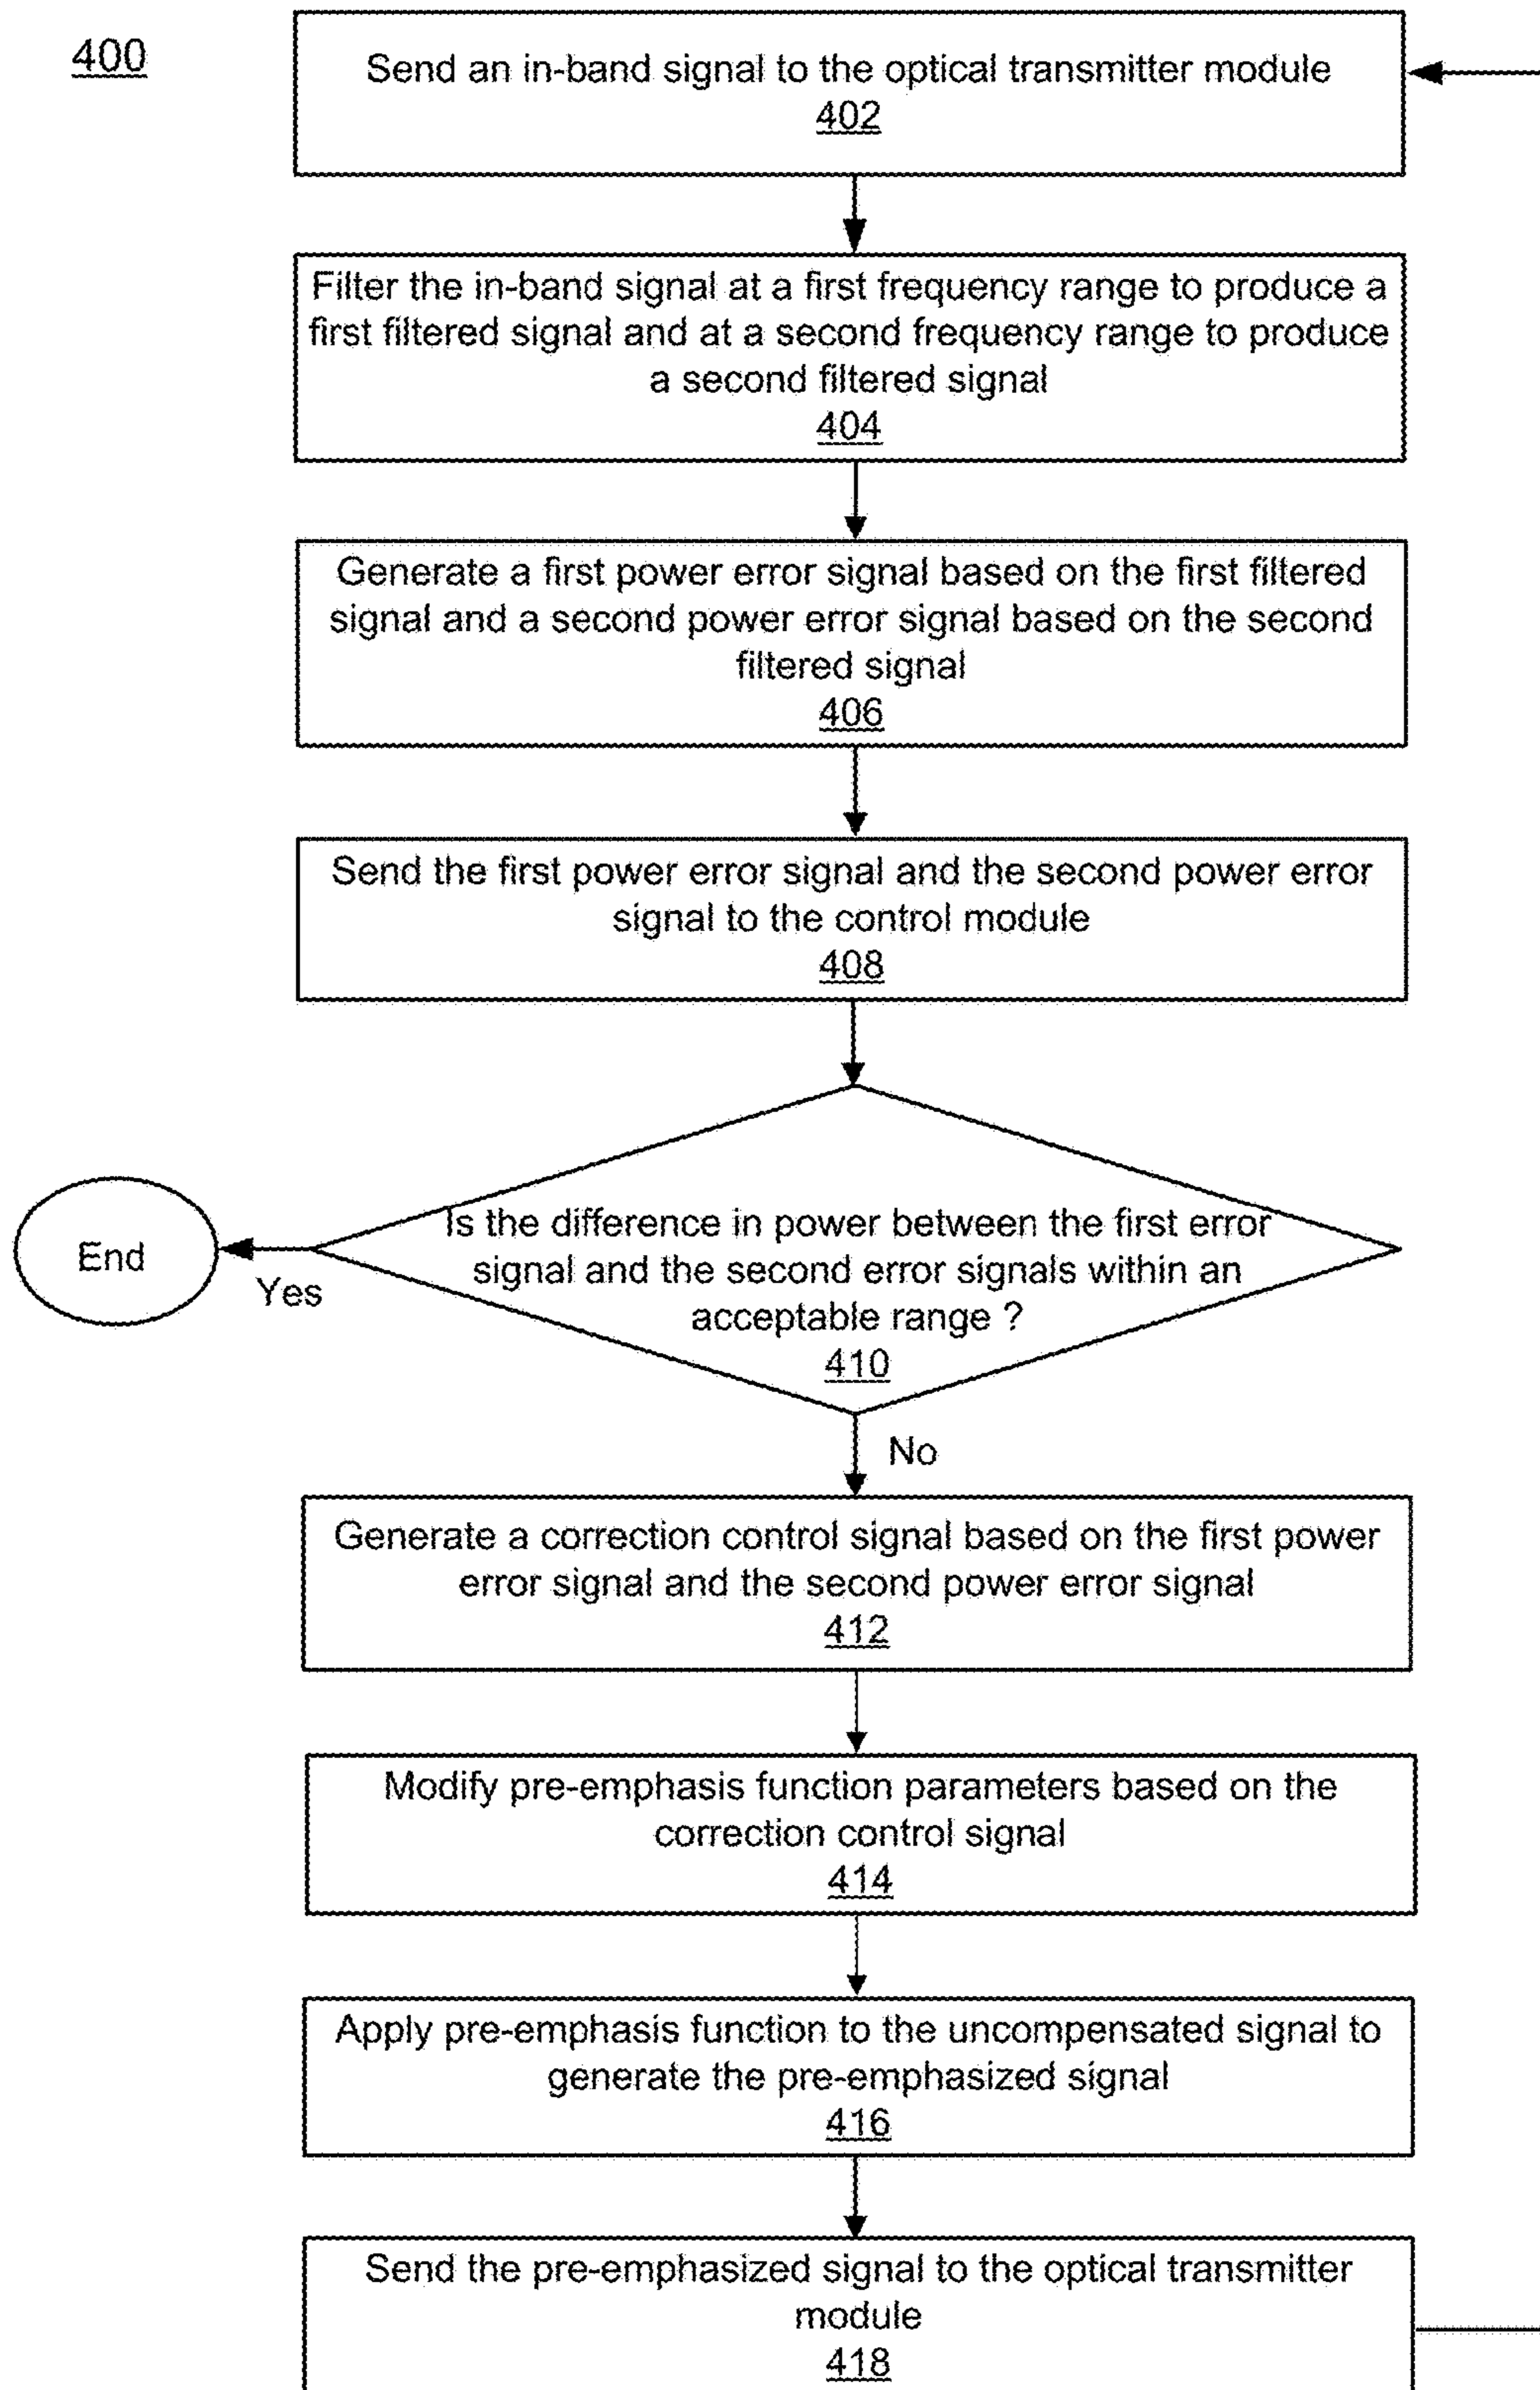 400
Send an in-band signal to the optical transmitter module
402
Filter the in-band signal at a first frequency range to produce a
first filtered signal and at a second frequency range to produce
a second filtered signal
404
Generate a first power error signal based on the first filtered
signal and a second power error signal based on the second
filtered signal
406
Send the first power error signal and the second power error
signal to the control module
408
Is the difference in power between the first error
signal and the second error signals within an
acceptable range ?
410
End
Yes
No
Generate a correction control signal based on the first power
error signal and the second power error signal
412
Modify pre-emphasis function parameters based on the
correction control signal
414
Apply pre-emphasis function to the uncompensated signal to
generate the pre-emphasized signal
416
Send the pre-emphasized signal to the optical transmitter
module
418